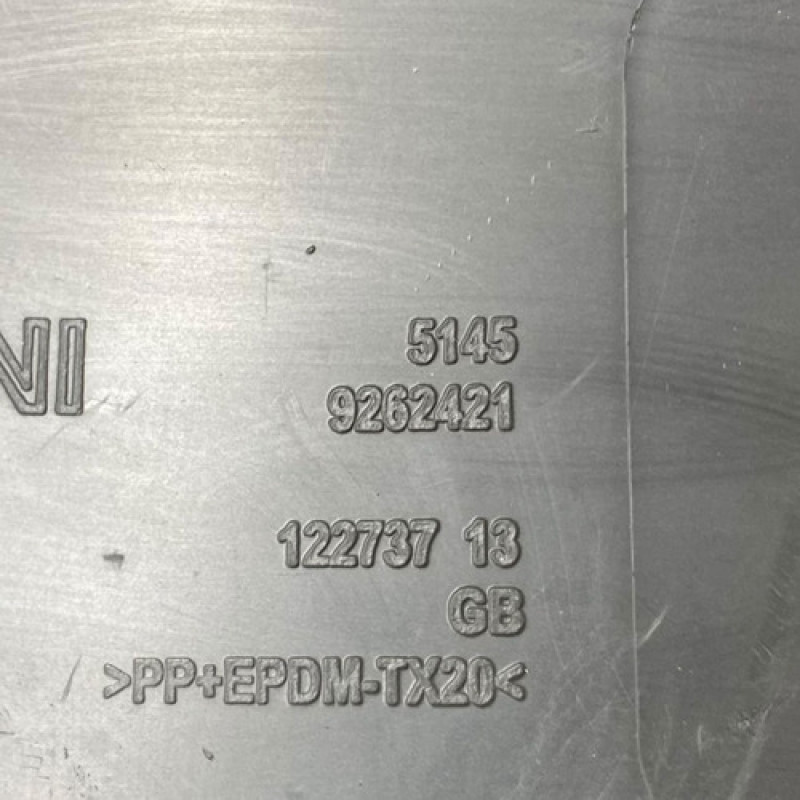 NI
5145
9262421
122737 13
GB
>PP+EPDM-TX20<